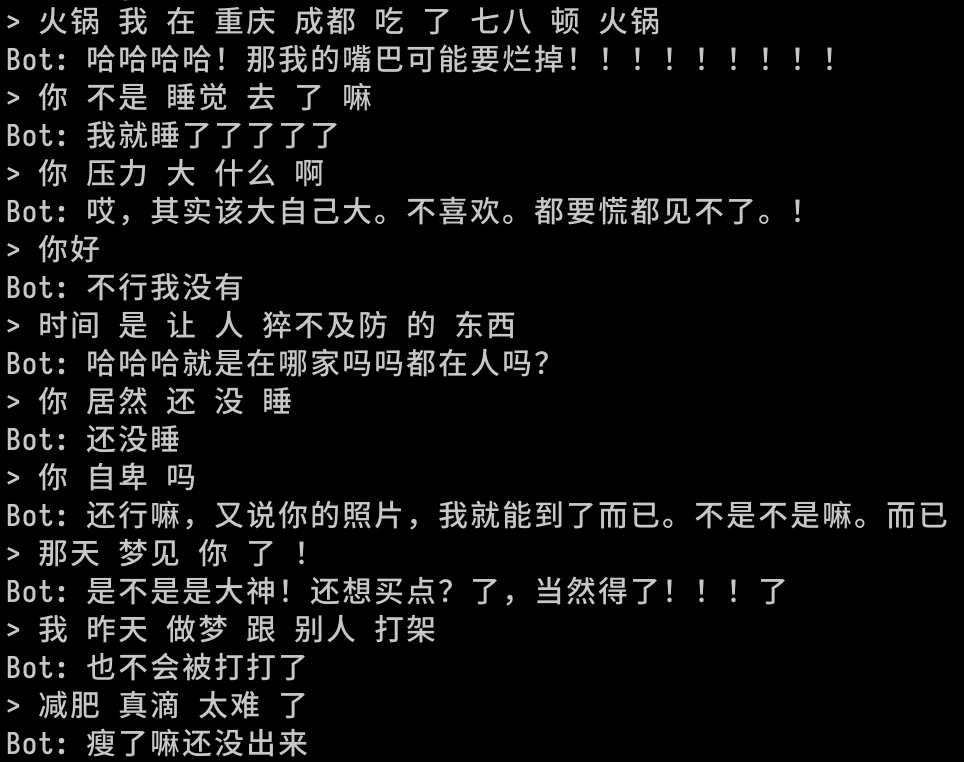 > 火锅 我 在 重庆 成都 吃 了 七八 顿 火锅
Bot: 哈哈哈哈！那我的嘴巴可能要烂掉！！！！！！！！！
> 你 不是 睡觉 去 了 嘛
Bot: 我就睡了了了了了
> 你 压力 大 什么 啊
Bot: 哎，其实该大自己大。不喜欢。都要慌都见不了。！
> 你好
Bot: 不行我没有
> 时间 是 让 人 猝不及防 的 东西
Bot: 哈哈哈就是在哪家吗吗都在人吗？
> 你 居然 还 没 睡
Bot: 还没睡
> 你 自卑 吗
Bot: 还行嘛，又说你的照片，我就能到了而已。不是不是嘛。而已
> 那天 梦见 你 了 ！
Bot: 是不是是大神！还想买点？了，当然得了！！！了
> 我 昨天 做梦 跟 别人 打架
Bot: 也不会被打打了
> 减肥 真滴 太难 了
Bot: 瘦了嘛还没出来